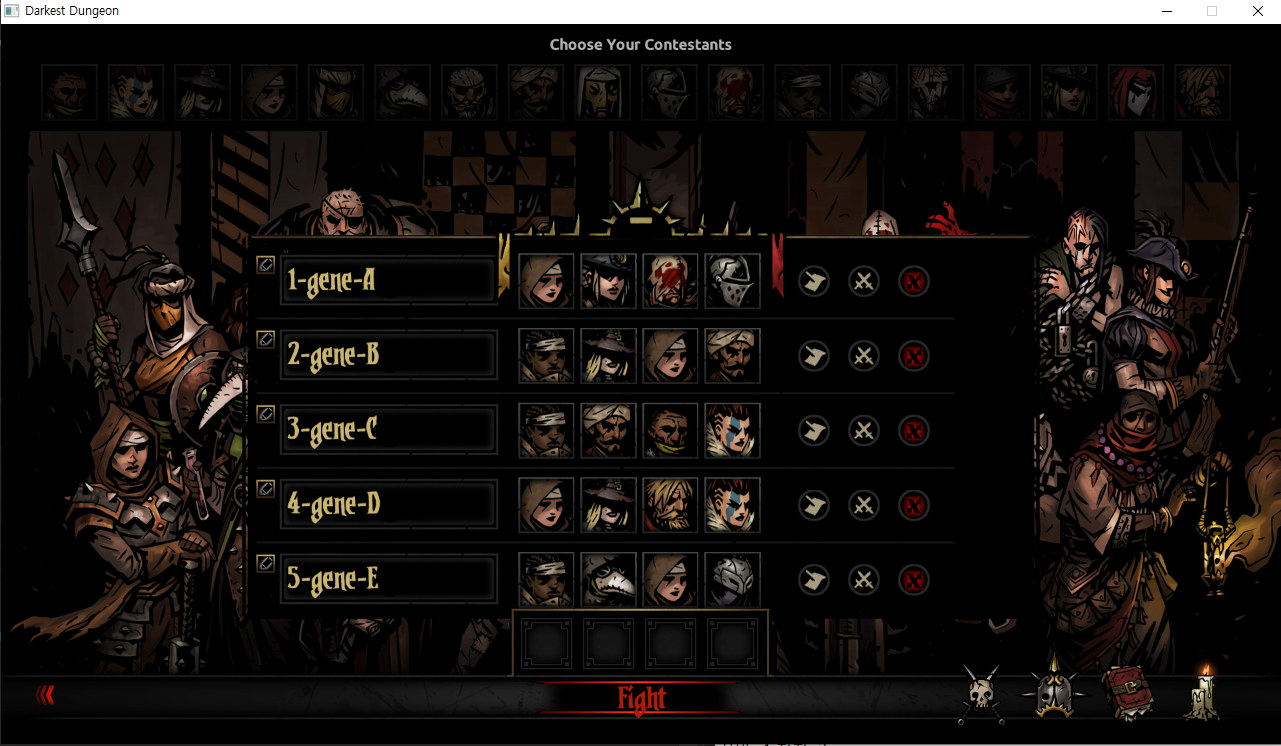 Darkest Dungeon
Choose Your Contestants
1-gene-A
2-gene-B
3-gene-C
4-gene-D
5-gene-E
Fight